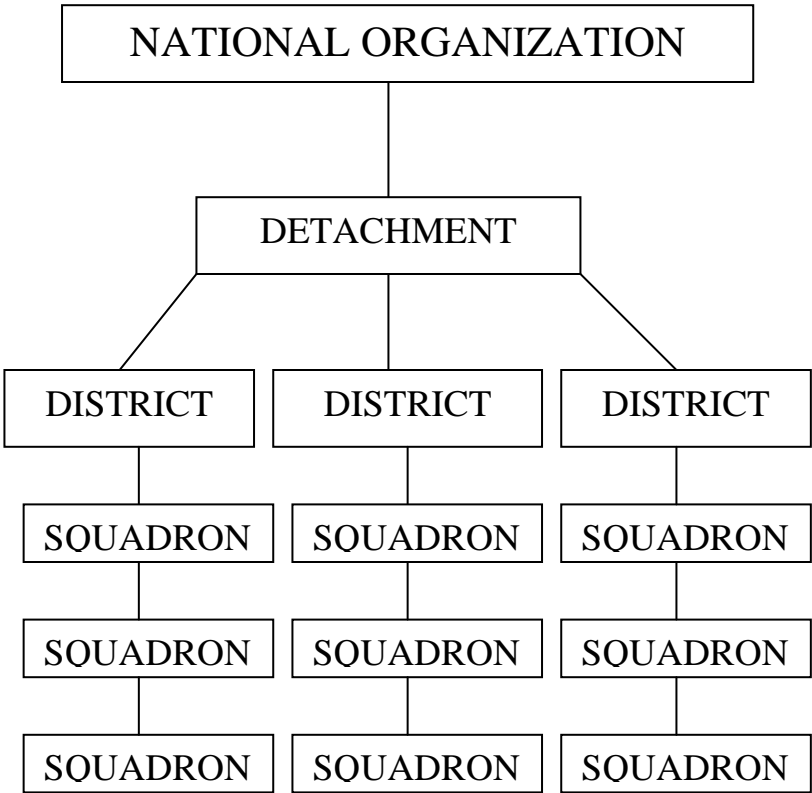 NATIONAL ORGANIZATION
DETACHMENT
DISTRICT DISTRICT DISTRICT
SQUADRON SQUADRON SQUADRON
SQUADRON SQUADRON SQUADRON
SQUADRON SQUADRON SQUADRON